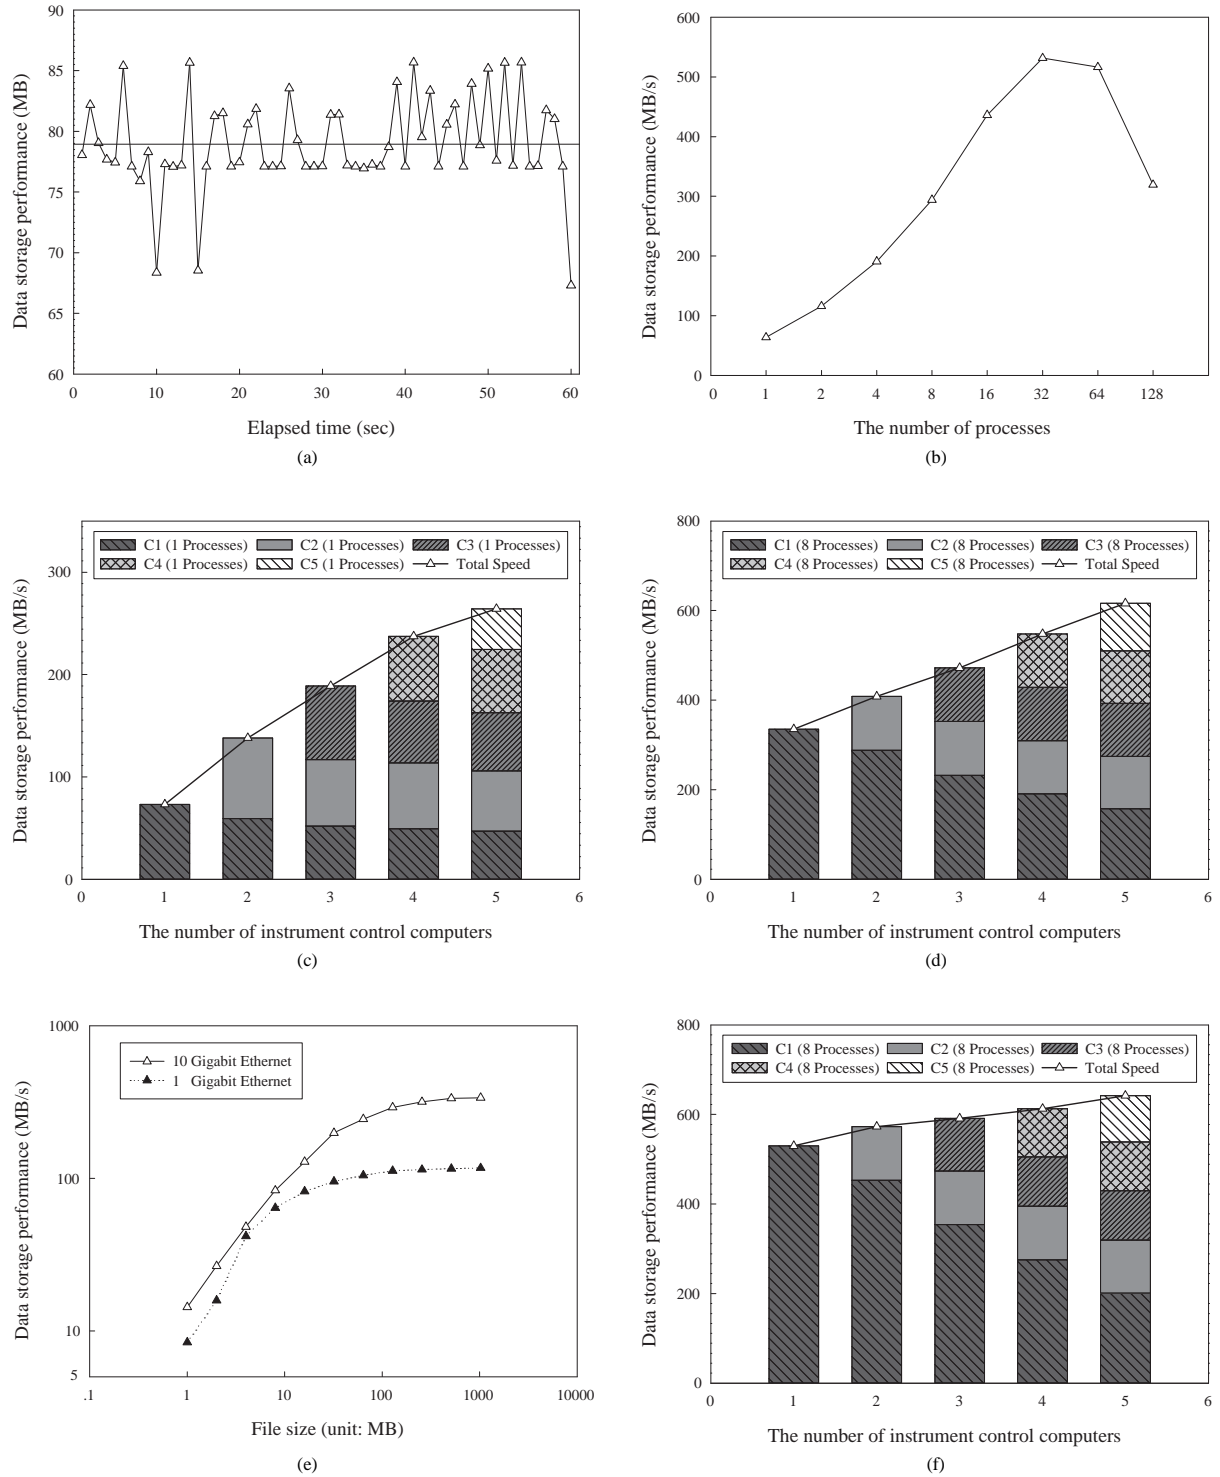 90
85
80
75
70
65
60
0 10 20 30 40 50 60
Data storage performance (MB)
Elapsed time (sec)
(a)
600
500
400
300
200
100
0
0 1 2 4 8 16 32 64 128
Data storage performance (MB/s)
The number of processes
(b)
C1 (1 Processes) C2 (1 Processes) C3 (1 Processes)
C4 (1 Processes) C5 (1 Processes) Total Speed
300
200
100
0
0 1 2 3 4 5 6
Data storage performance (MB/s)
The number of instrument control computers
(c)
800
C1 (8 Processes) C2 (8 Processes) C3 (8 Processes)
C4 (8 Processes) C5 (8 Processes) Total Speed
600
400
200
0
0 1 2 3 4 5 6
Data storage performance (MB/s)
The number of instrument control computers
(d)
1000
10 Gigabit Ethernet
1 Gigabit Ethernet
100
10
5
.1 1 10 100 1000 10000
Data storage performance (MB/s)
File size (unit: MB)
(e)
800
C1 (8 Processes) C2 (8 Processes) C3 (8 Processes)
C4 (8 Processes) C5 (8 Processes) Total Speed
600
400
200
0
0 1 2 3 4 5 6
Data storage performance (MB/s)
The number of instrument control computers
(f)